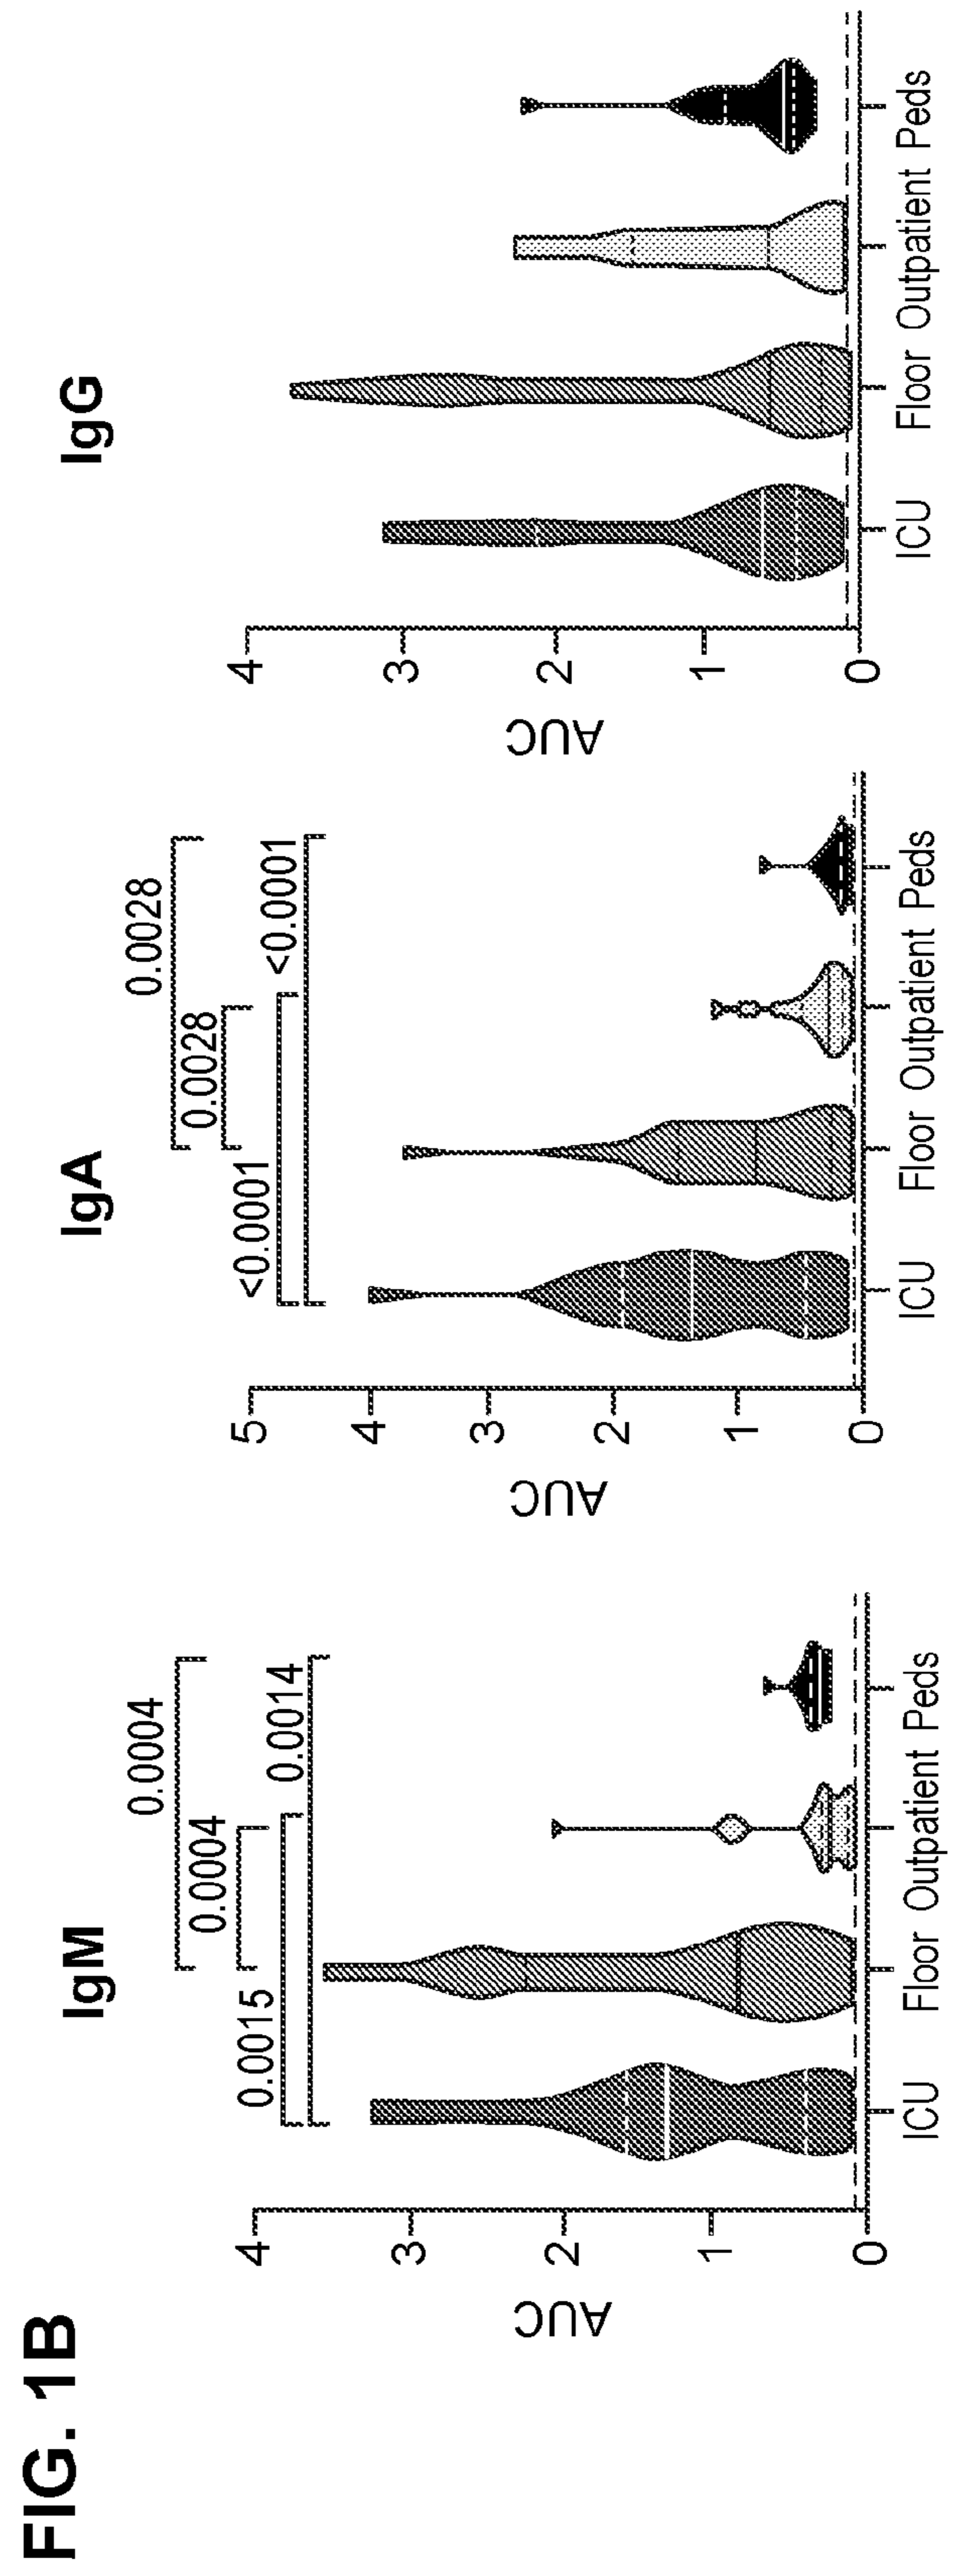 FIG. 1B
IgM
0.0004
0.0004
0.0015
0.0014
AUC
4
3
2
1
0
ICU Floor Outpatient Peds
IgA
0.0028
0.0028
<0.0001
<0.0001
AUC
5
4
3
2
1
0
ICU Floor Outpatient Peds
IgG
AUC
4
3
2
1
0
ICU Floor Outpatient Peds